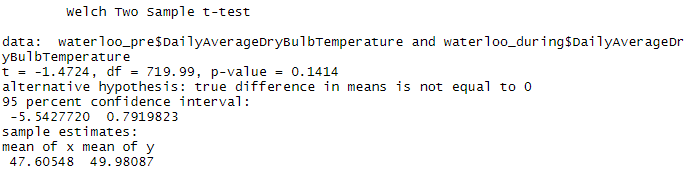 Welch Two Sample t-test
data:  waterloo_pre$DailyAverageDryBulbTemperature and waterloo_during$DailyAverageDr
yBulbTemperature
t = -1.4724, df = 719.99, p-value = 0.1414
alternative hypothesis: true difference in means is not equal to 0
95 percent confidence interval:
 -5.5427720  0.7919823
sample estimates:
mean of x mean of y
 47.60548  49.98087